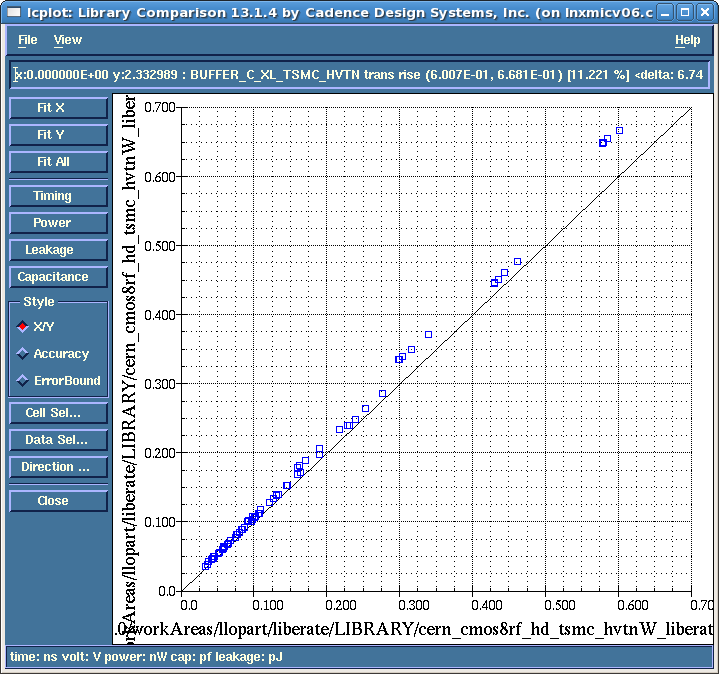 lcplot: Library Comparison 13.1.4 by Cadence Design Systems, Inc. (on lnxmicv06.c
File View Help
x:0.000000E+00 y:2.332989 : BUFFER_C_XL_TSMC_HVTN trans rise (6.007E-01, 6.681E-01) [11.221 %] <delta: 6.74
Fit X
Fit Y
Fit All
Timing
Power
Leakage
Capacitance
Style
X/Y
Accuracy
ErrorBound
Cell Sel...
Data Sel...
Direction ...
Close
orkAreas/llopart/liberate/LIBRARY/cern_cmos8rf_hd_tsmc_hvtnW_liber
0.700
0.600
0.500
0.400
0.300
0.200
0.100
0.0
0.0 0.100 0.200 0.300 0.400 0.500 0.600 0.70
.0/workAreas/llopart/liberate/LIBRARY/cern_cmos8rf_hd_tsmc_hvtnW_liberat
time: ns volt: V power: nW cap: pf leakage: pJ